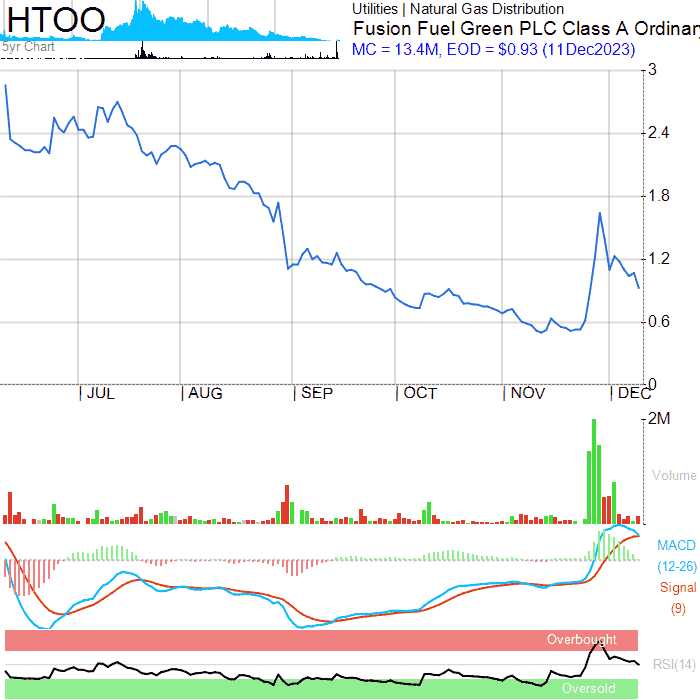 HTOO
5yr Chart
Utilities | Natural Gas Distribution
Fusion Fuel Green PLC Class A Ordinary
MC = 13.4M, EOD = $0.93 (11Dec2023)
3
2.4
1.8
1.2
0.6
0
JUL
AUG
SEP
OCT
NOV
DEC
2M
Volume
MACD
(12-26)
Signal
(9)
Overbought
RSI(14)
Oversold